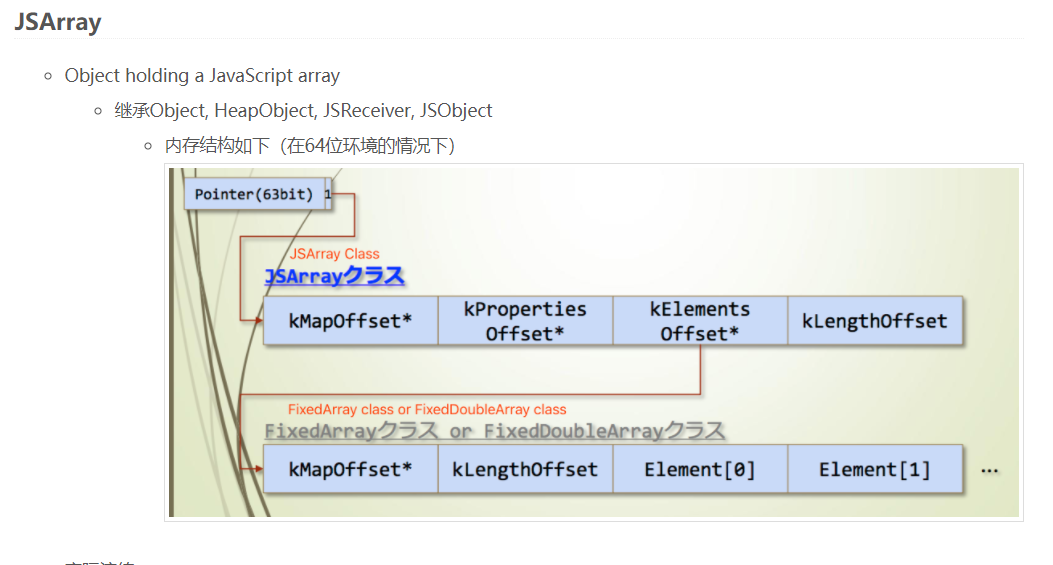 JSArray
Object holding a JavaScript array
继承Object, HeapObject, JSReceiver, JSObject
内存结构如下（在64位环境的情况下）
Pointer(63bit) 1
JSArray Class
JSArrayクラス
kMapOffset* kProperties Offset* kElements Offset* kLengthOffset
FixedArray class or FixedDoubleArray class
FixedArrayクラス or FixedDoubleArrayクラス
kMapOffset* kLengthOffset Element[0] Element[1] ...